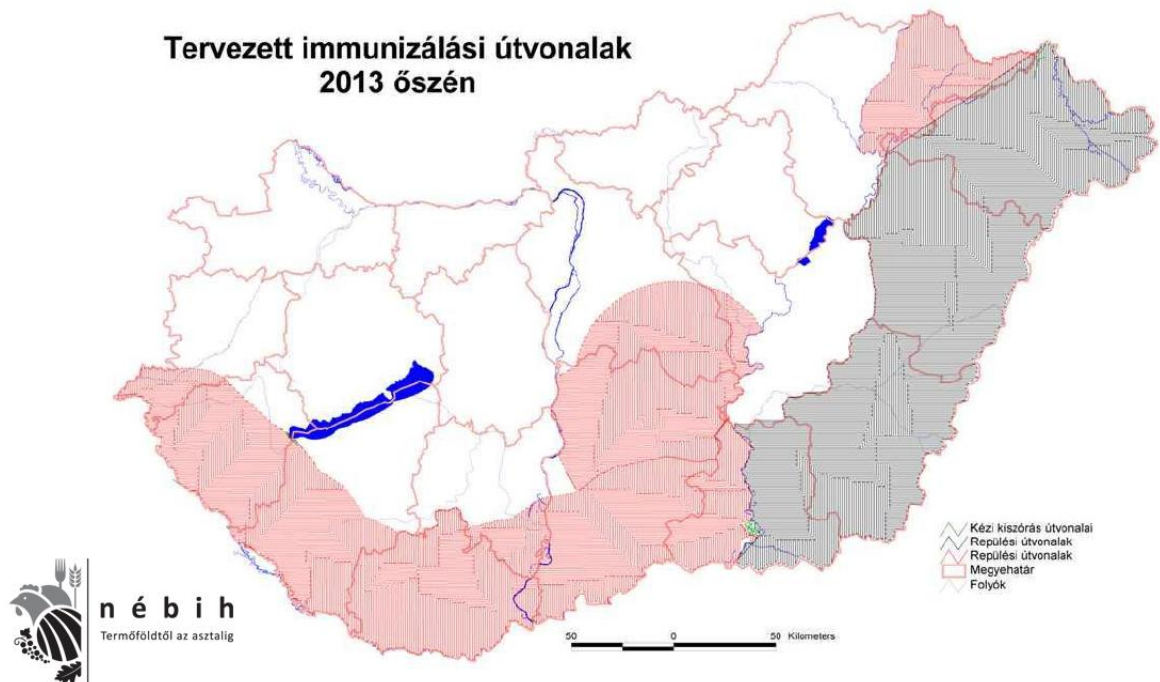 Tervezett immunizálási útvonalak
2013 őszén
Kézi kiszórás útvonalai
Repülési útvonalak
Repülési útvonalak
Megyehatár
Folyók
nébih
Termőföldtől az asztalig
50 0 50 Kilometers